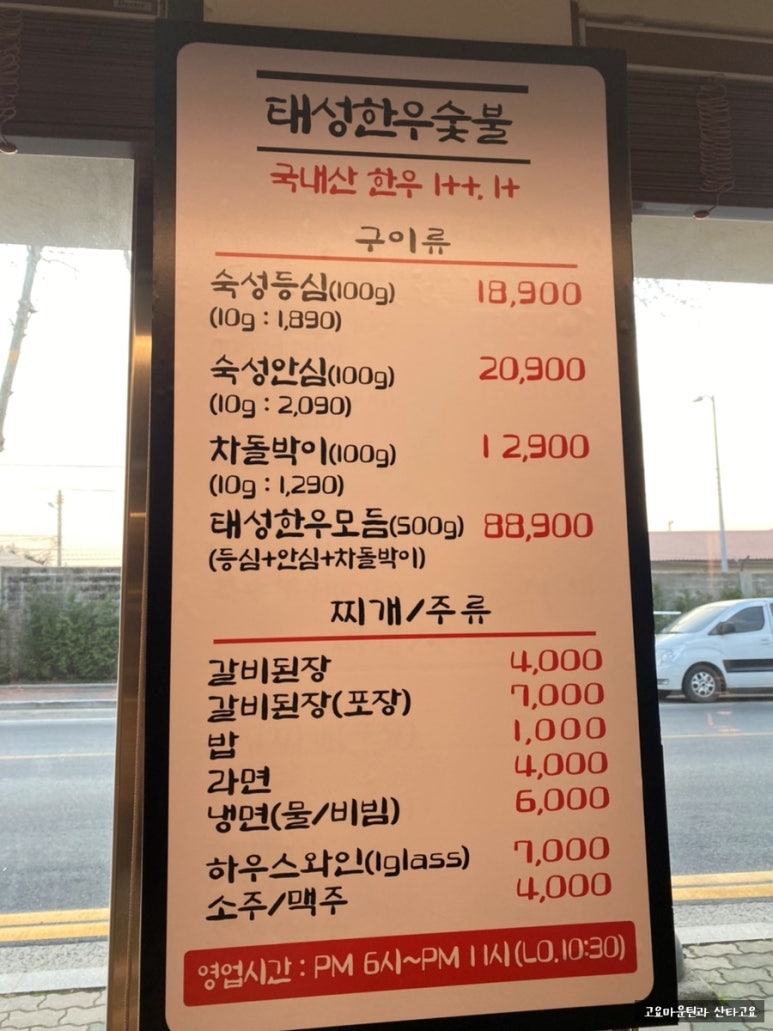 태성한우숯불
국내산 한우 1++, 1+
구이류
숙성등심(100g) 18,900
(10g : 1,890)
숙성안심(100g) 20,900
(10g : 2,090)
차돌박이(100g) 12,900
(10g : 1,290)
태성한우모듬(500g) 88,900
(등심+안심+차돌박이)
찌개/주류
갈비된장 4,000
갈비된장(포장) 7,000
밥 1,000
라면 4,000
냉면(물/비빔) 6,000
하우스와인(1glass) 7,000
소주/맥주 4,000
영업시간 : PM 6시~PM 11시(LO.10:30)
고요마운틴과 산타고요